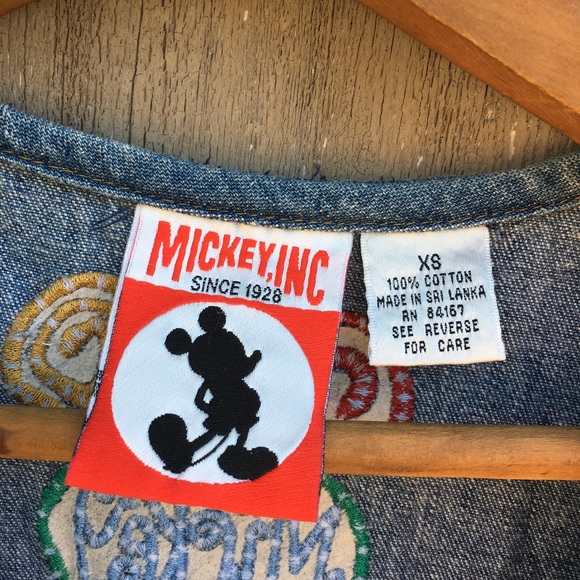 MICKEY, INC
SINCE 1928
XS
100% COTTON
MADE IN SRI LANKA
RN 84167
SEE REVERSE
FOR CARE